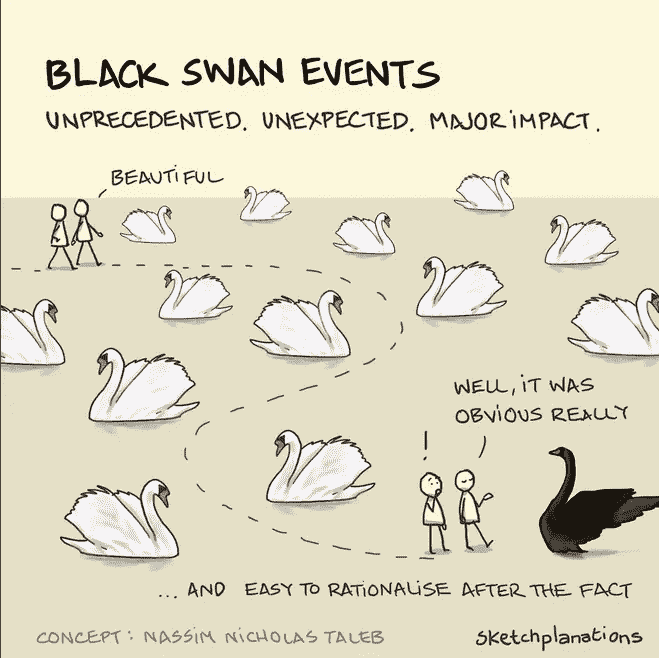 BLACK SWAN EVENTS
UNPRECEDENTED. UNEXPECTED. MAJOR IMPACT.
BEAUTIFUL
WELL, IT WAS
OBVIOUS REALLY
!
... AND EASY TO RATIONALISE AFTER THE FACT
CONCEPT: NASSIM NICHOLAS TALEB
sketchplanations